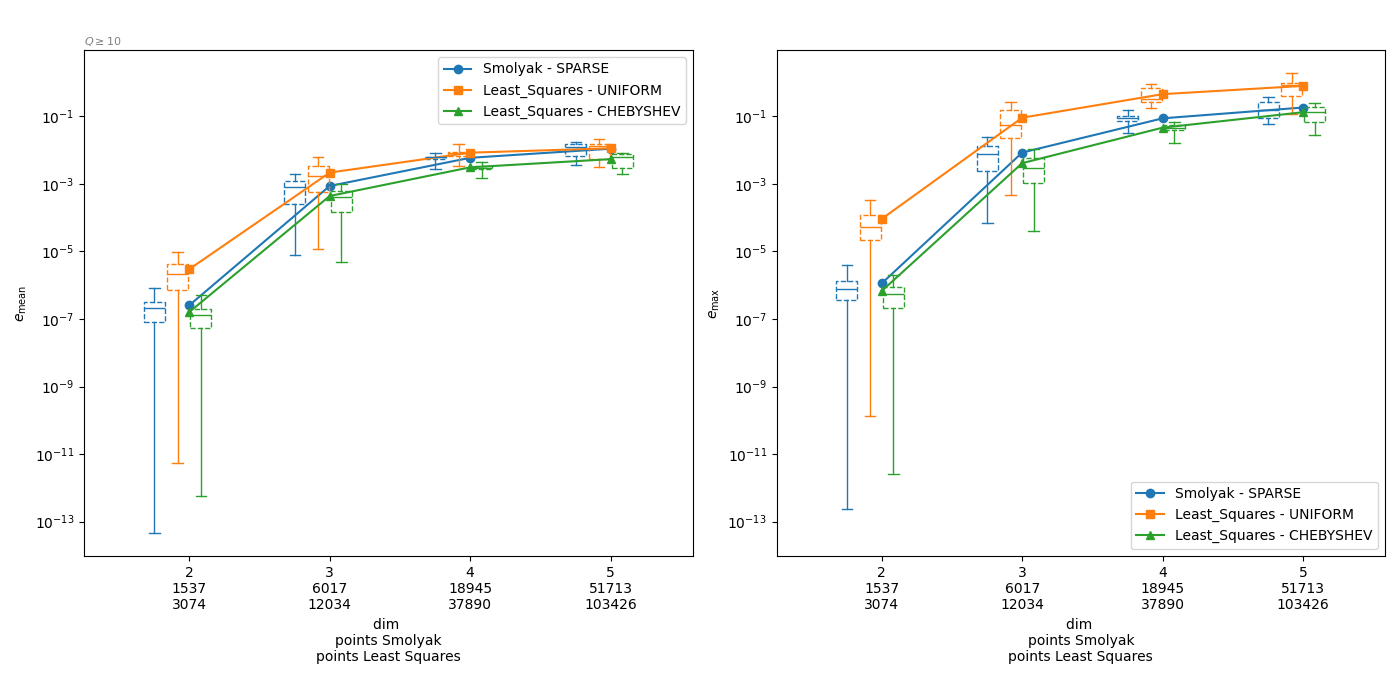 Q ≥ 10
Smolyak - SPARSE
Least_Squares - UNIFORM
Least_Squares - CHEBYSHEV
10⁻¹
10⁻³
10⁻⁵
10⁻⁷
10⁻⁹
10⁻¹¹
10⁻¹³
e_mean
2 3 4 5
1537 6017 18945 51713
3074 12034 37890 103426
dim
points Smolyak
points Least Squares
10⁻¹
10⁻³
10⁻⁵
10⁻⁷
10⁻⁹
10⁻¹¹
10⁻¹³
e_max
Smolyak - SPARSE
Least_Squares - UNIFORM
Least_Squares - CHEBYSHEV
2 3 4 5
1537 6017 18945 51713
3074 12034 37890 103426
dim
points Smolyak
points Least Squares